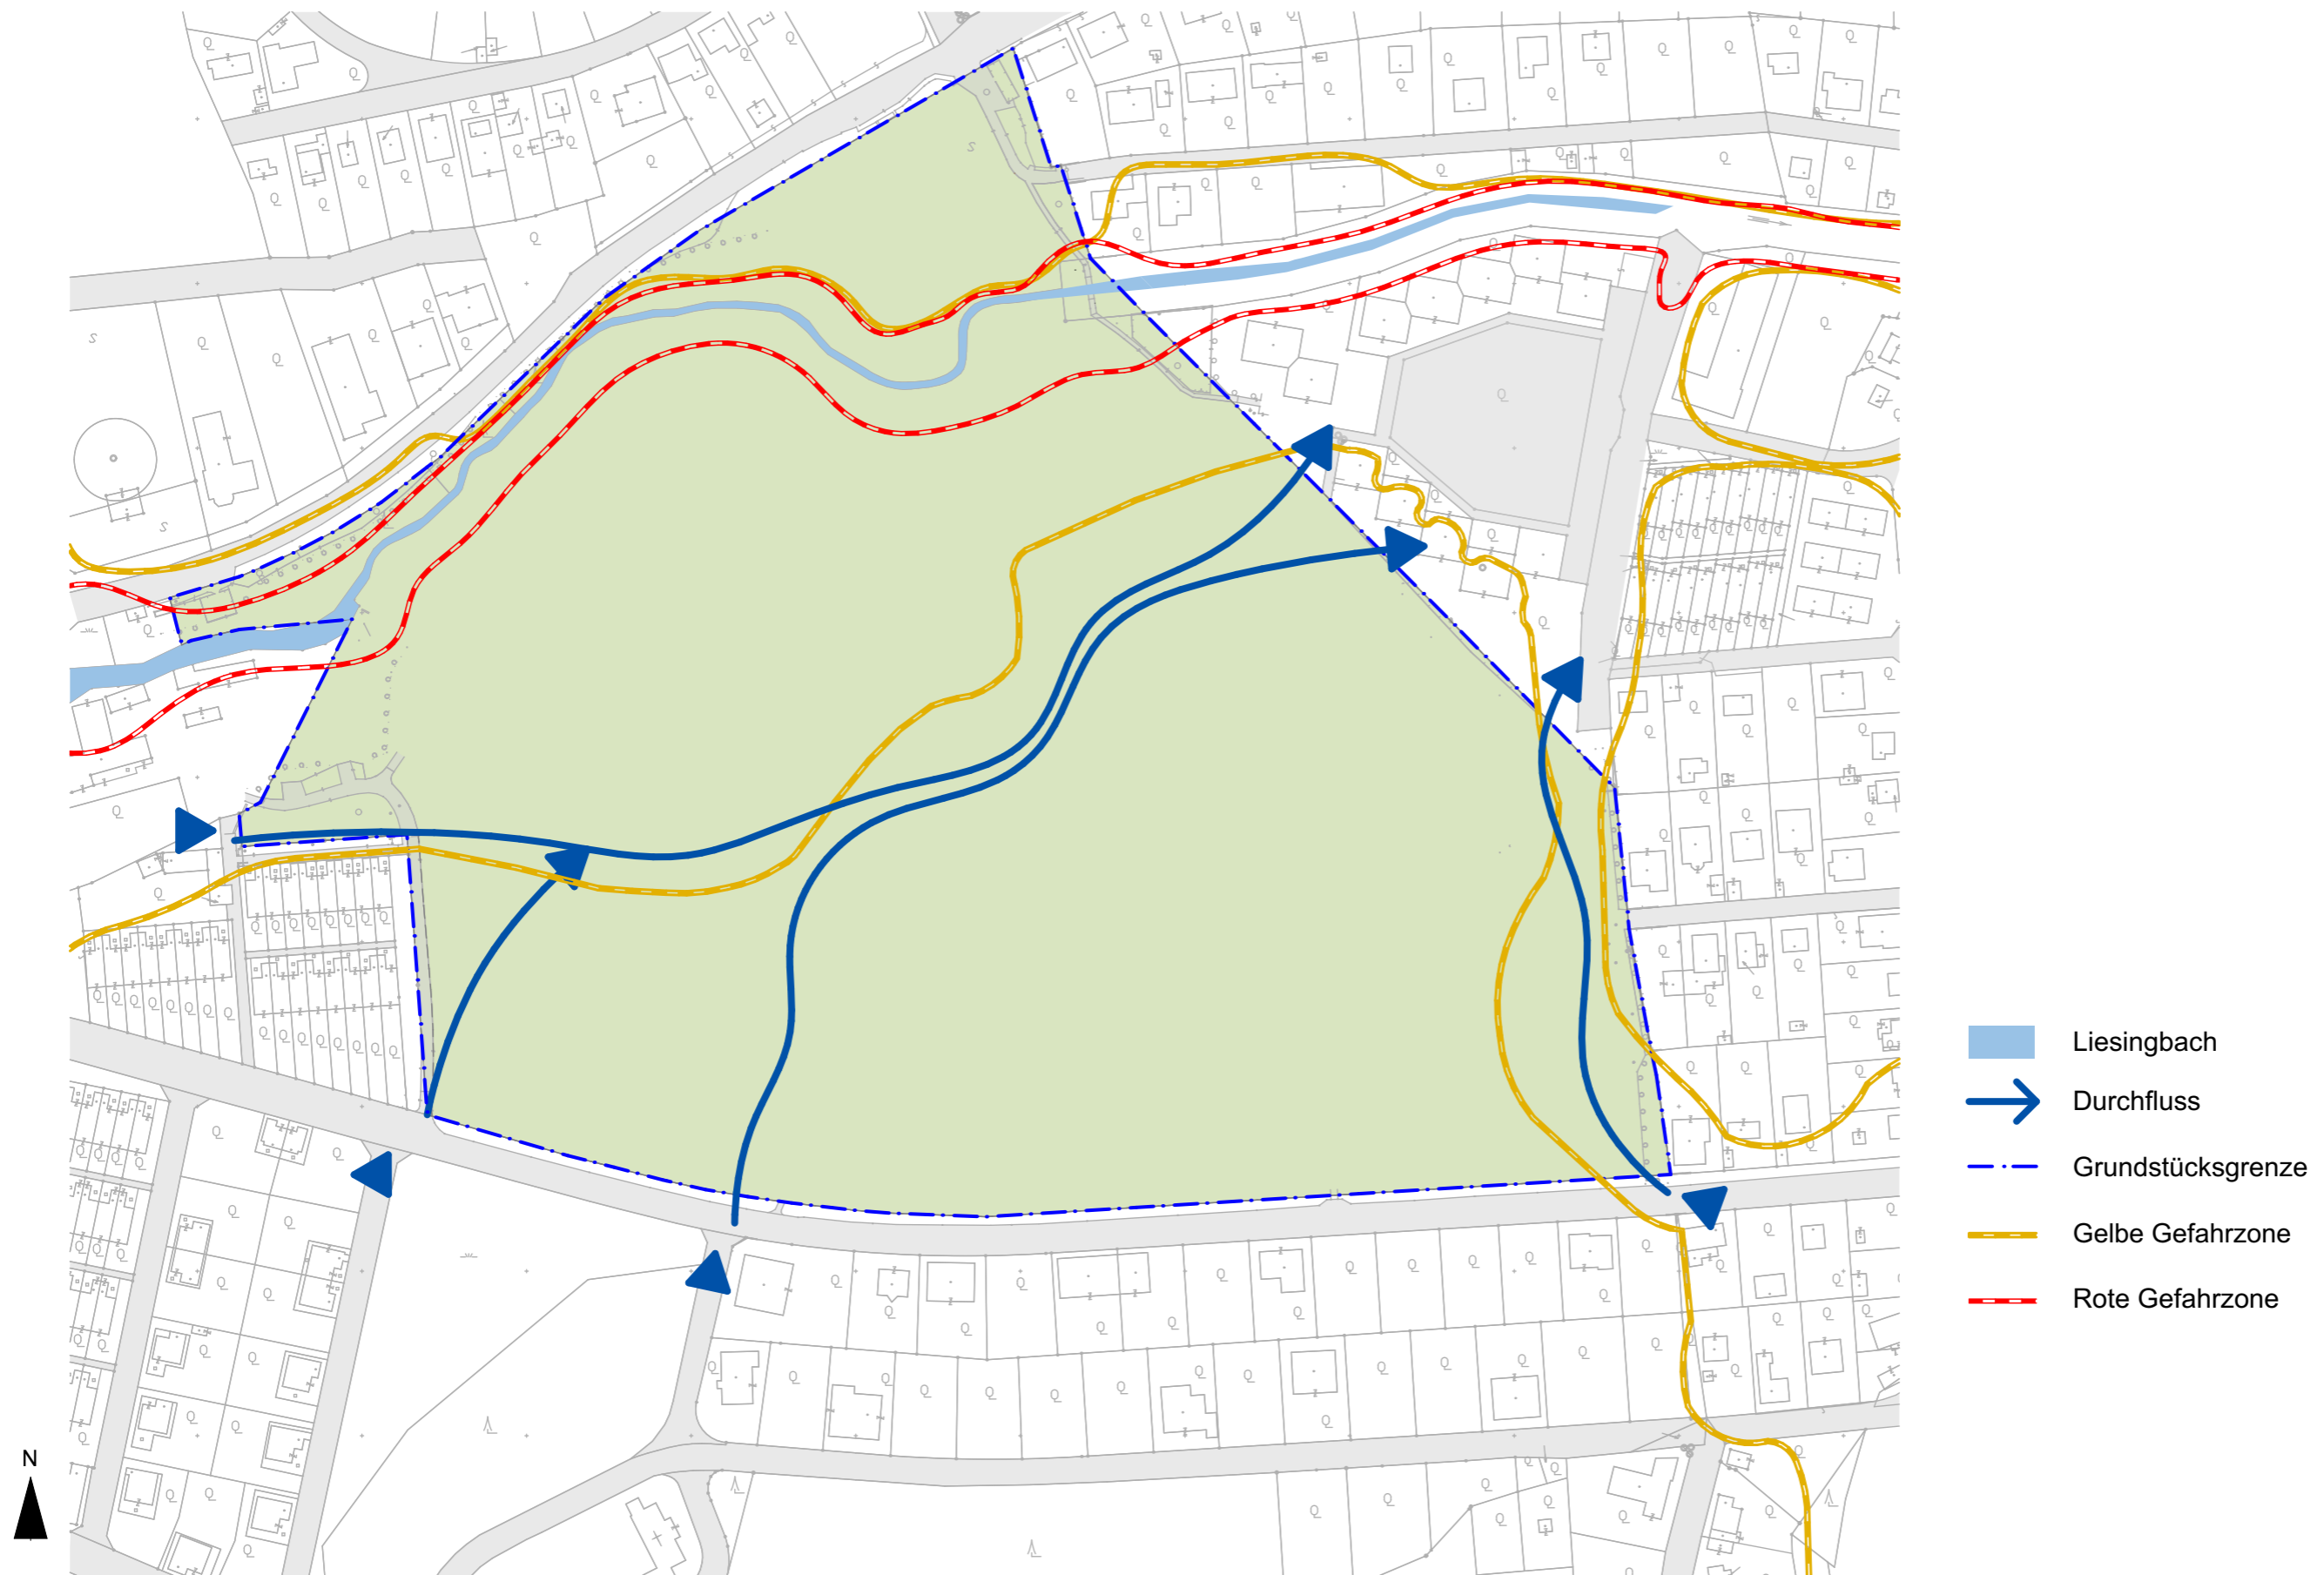 Liesingbach
Durchfluss
Grundstücksgrenze
Gelbe Gefahrzone
Rote Gefahrzone
N